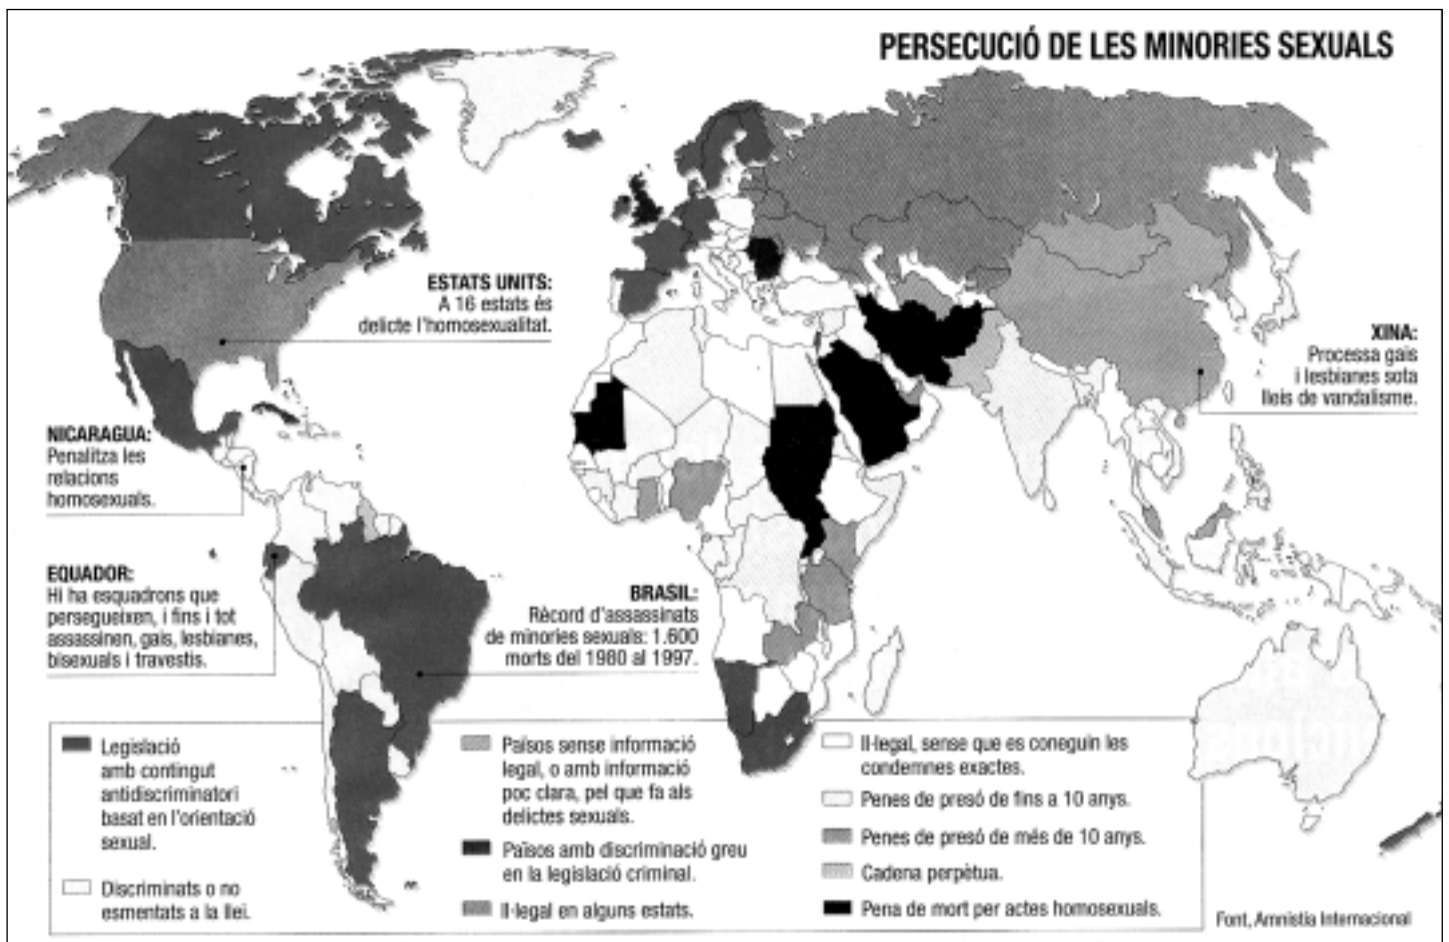 PERSECUCIÓ DE LES MINORIES SEXUALS
ESTATS UNITS:
A 16 estats és
delicte l'homosexualitat.
XINA:
Processa gais
i lesbianes sota
lleis de vandalisme.
NICARAGUA:
Penalitza les
relacions
homosexuals.
EQUADOR:
Hi ha esquadrons que
persegueixen, i fins i tot
assassinen, gais, lesbianes,
bisexuals i travestis.
BRASIL:
Rècord d'assassinats
de minories sexuals: 1.600
morts del 1980 al 1997.
Legislació
amb contingut
antidiscriminatori
basat en l'orientació
sexual.
Discriminats o no
esmentats a la llei.
Països sense informació
legal, o amb informació
poc clara, pel que fa als
delictes sexuals.
Països amb discriminació greu
en la legislació criminal.
Il·legal en alguns estats.
Il·legal, sense que es coneguin les
condemnes exactes.
Penes de presó de fins a 10 anys.
Penes de presó de més de 10 anys.
Cadena perpètua.
Pena de mort per actes homosexuals.
Font, Amnistia Internacional